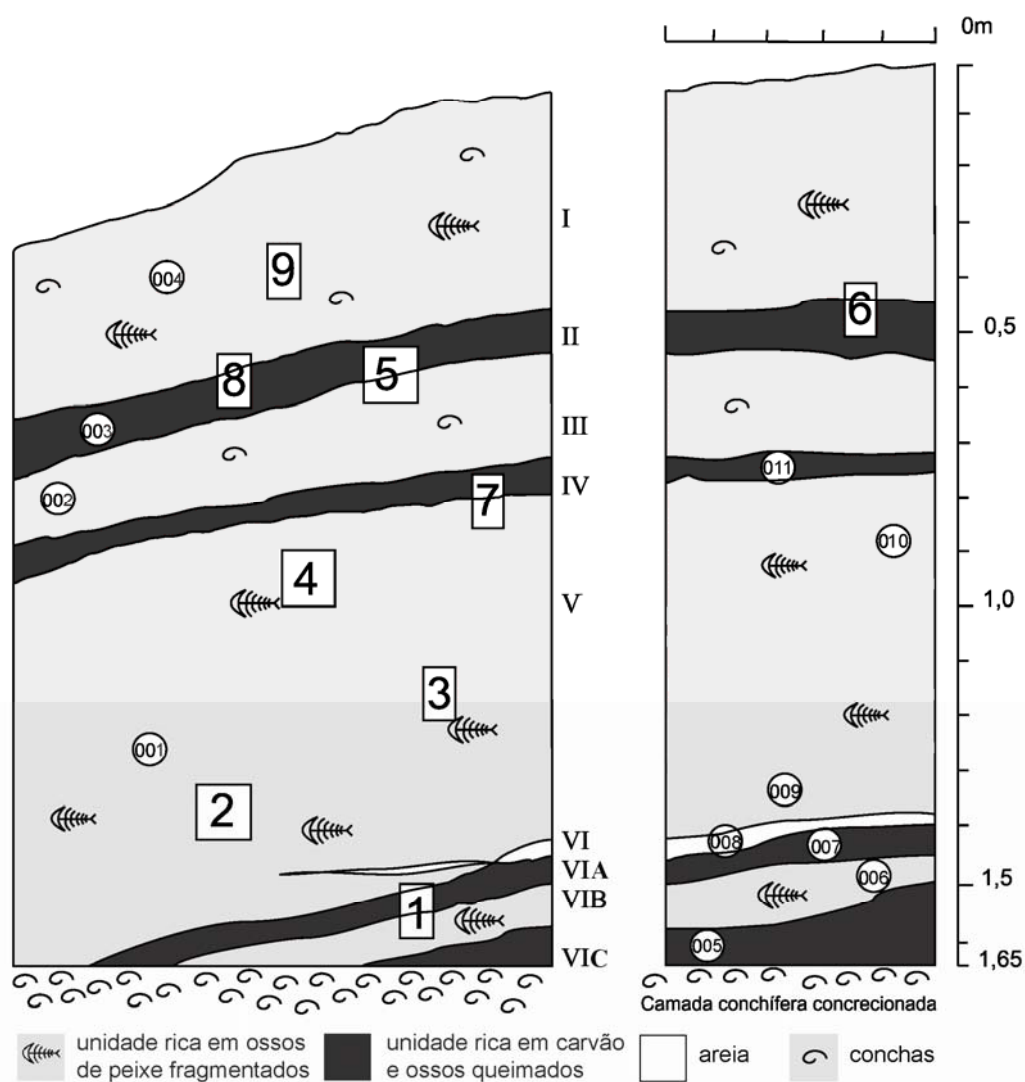 0m
I
004
9
6
0,5
II
8
5
003
III
011
IV
002
7
010
4
V
1,0
3
001
009
2
VI
008
007
VIA
006
1,5
VIB
1
005
VIC
1,65
Camada conchífera concrecionada
unidade rica em ossos
de peixe fragmentados
unidade rica em carvão
e ossos queimados
areia
conchas